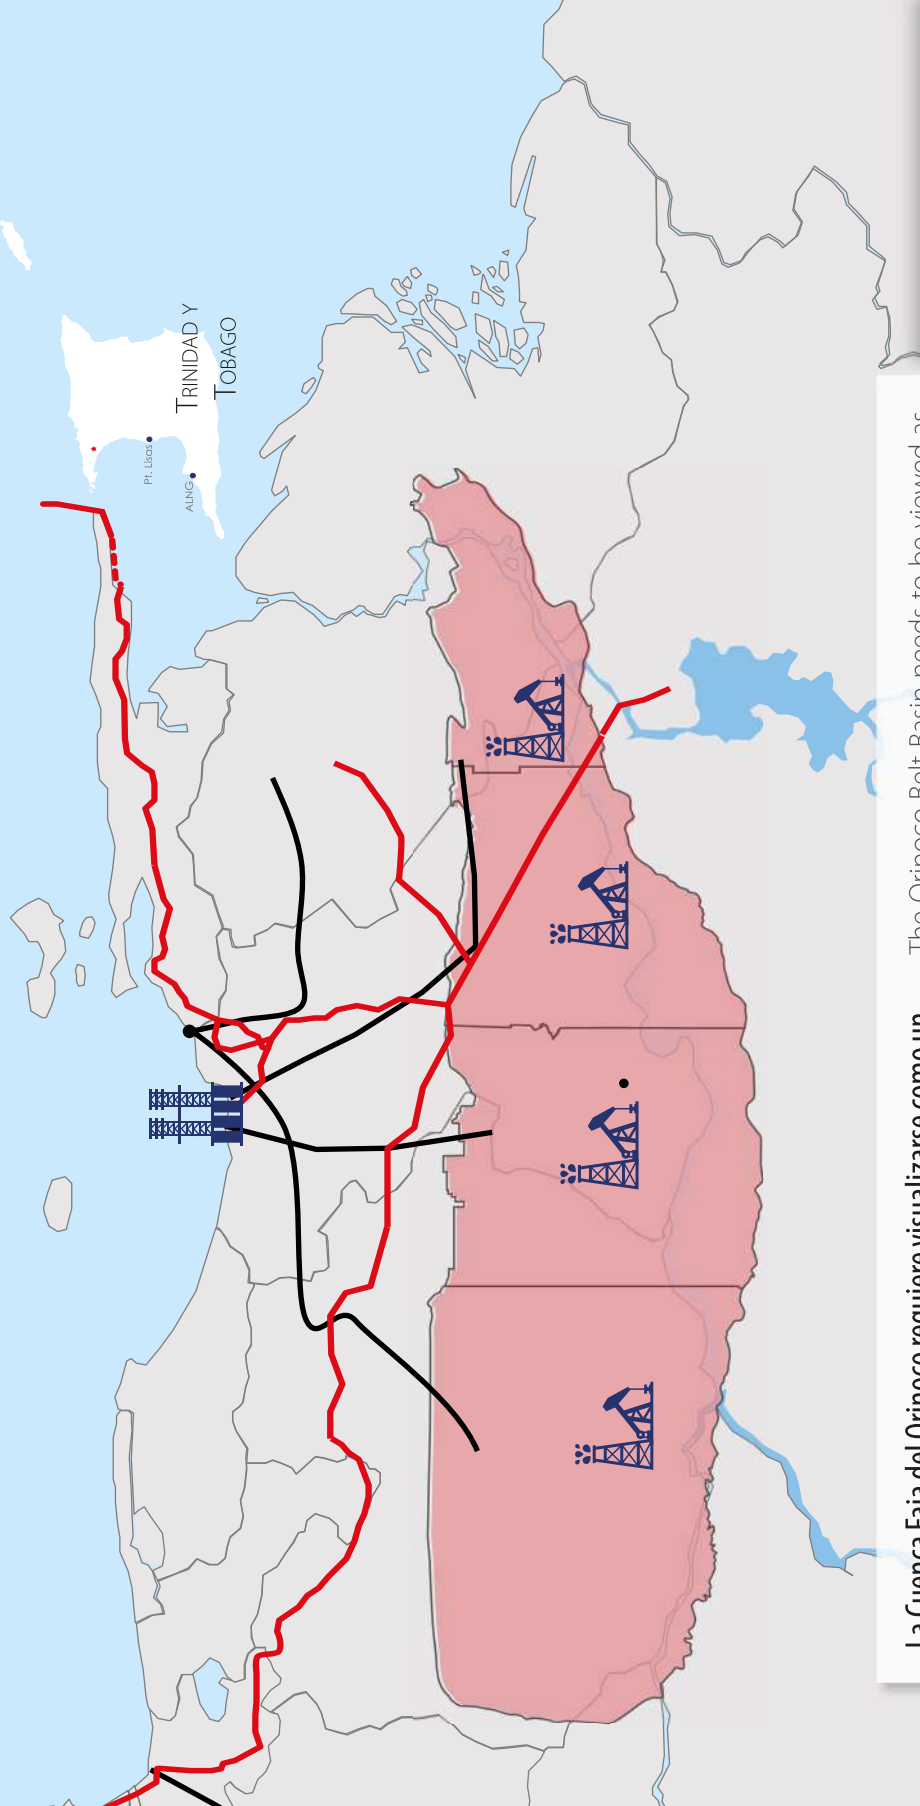 TRINIDAD Y
TOBAGO
Pt. Lisas
ALNG
La Cuenca Faja del Orinoco requiere visualizarse como un
The Orinoco Belt Basin needs to be viewed as